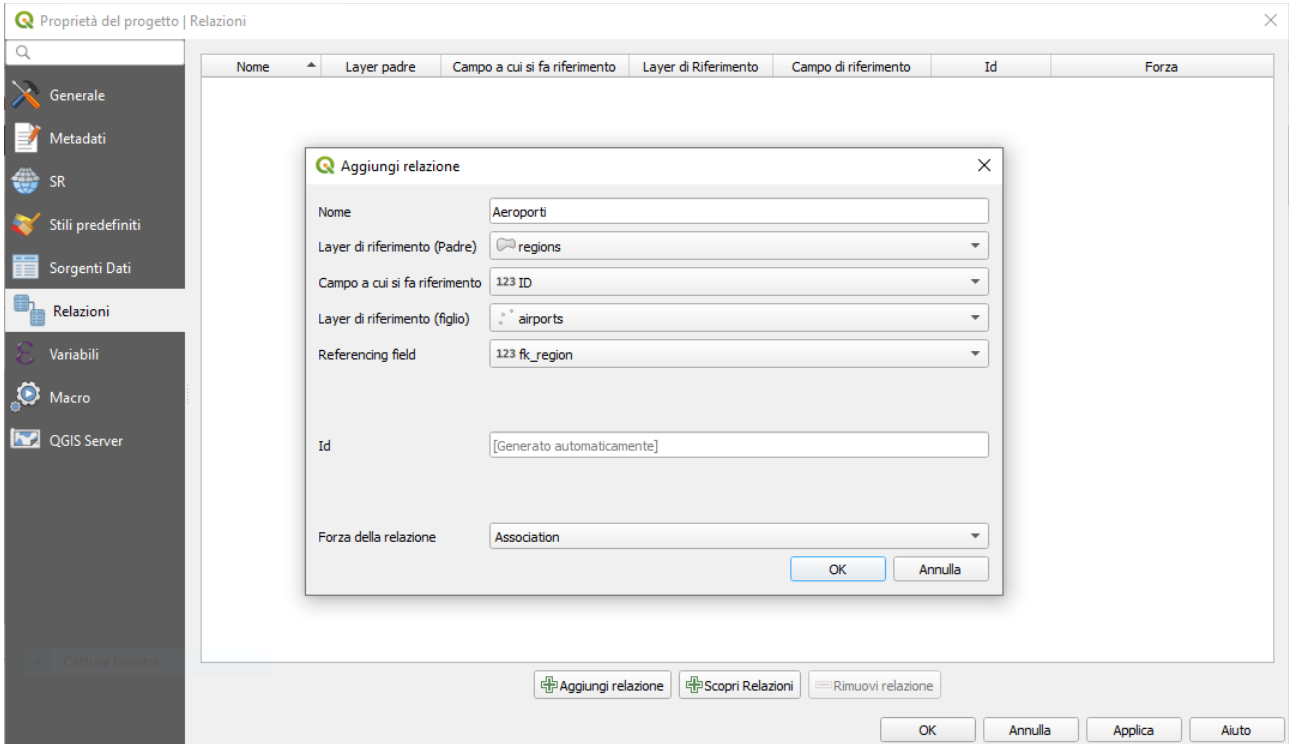 Proprietà del progetto | Relazioni
Nome Layer padre Campo a cui si fa riferimento Layer di Riferimento Campo di riferimento Id Forza
Generale
Metadati
SR
Stili predefiniti
Sorgenti Dati
Relazioni
Variabili
Macro
QGIS Server
Aggiungi relazione
Nome Aeroporti
Layer di riferimento (Padre) regions
Campo a cui si fa riferimento 123 ID
Layer di riferimento (figlio) airports
Referencing field 123 fk_region
Id [Generato automaticamente]
Forza della relazione Association
OK Annulla
Cattura finestra
Aggiungi relazione Scopri Relazioni Rimuovi relazione
OK Annulla Applica Aiuto